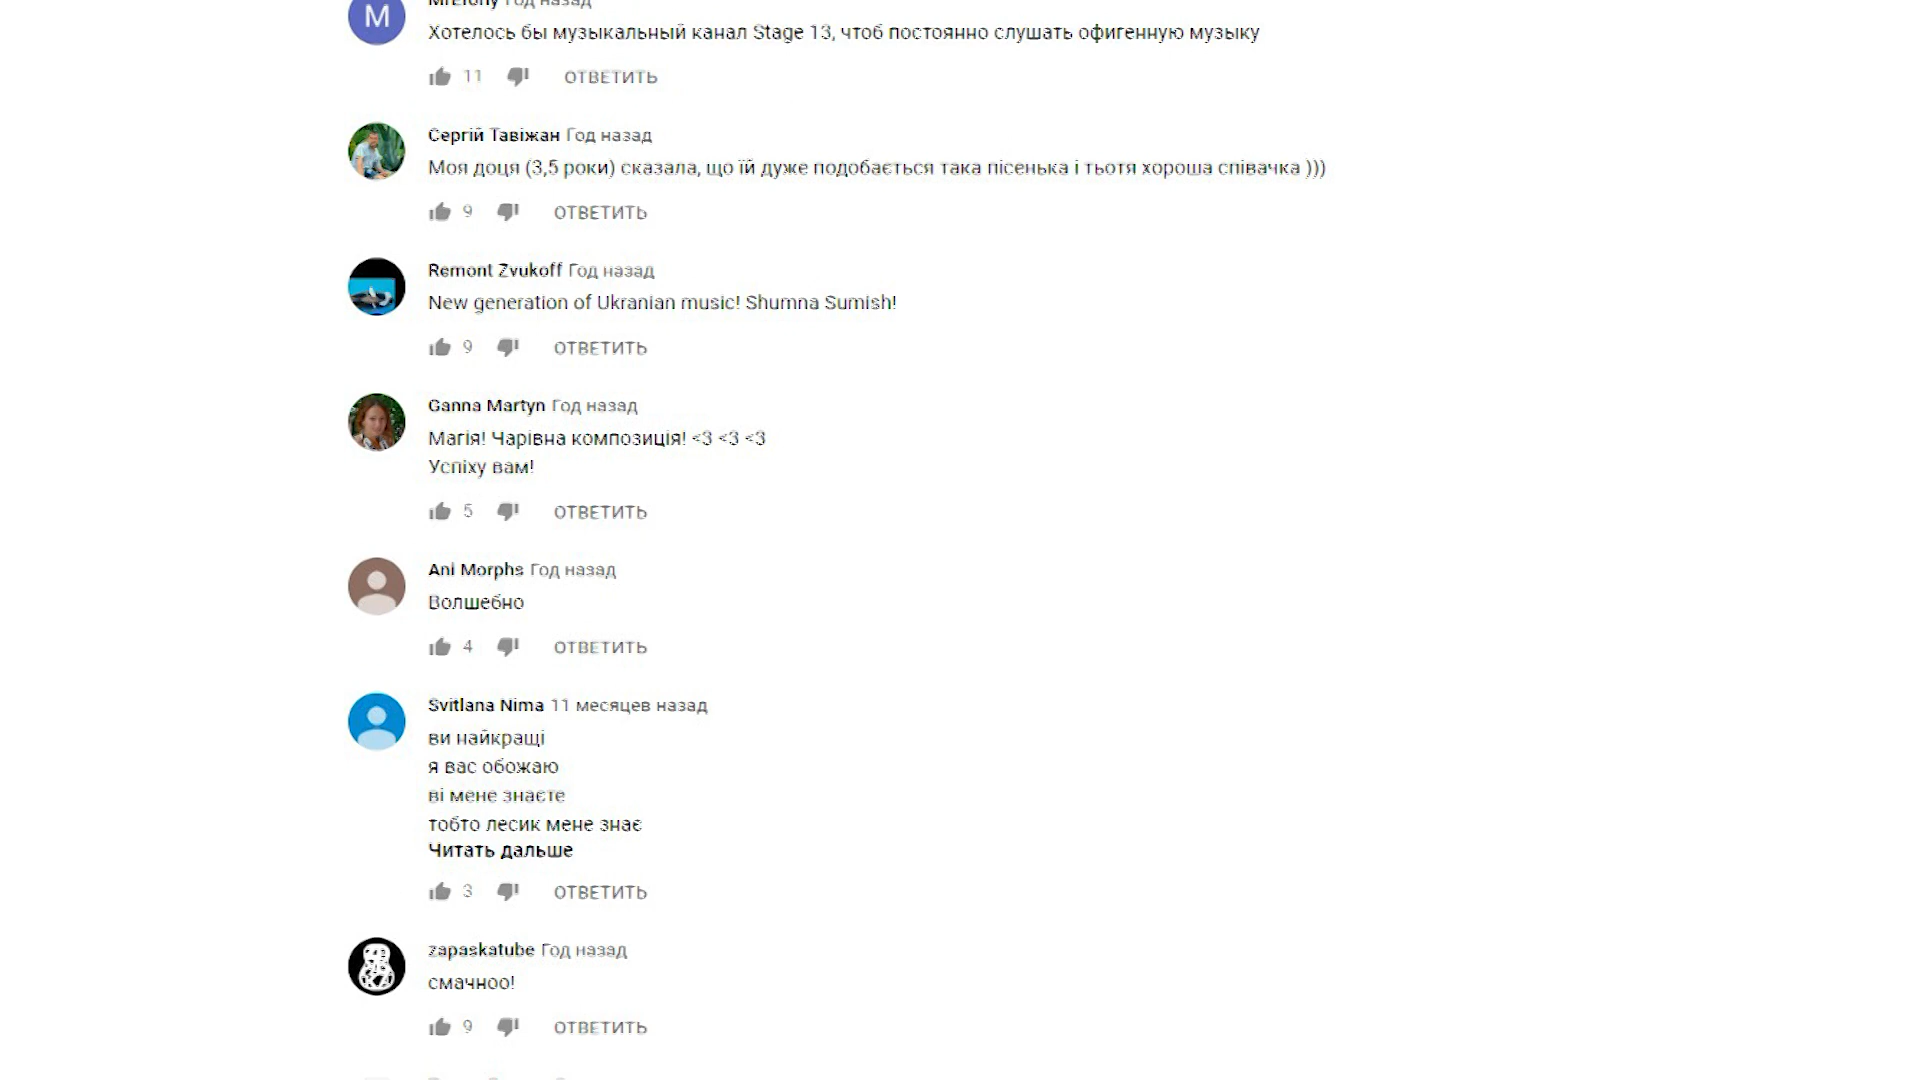 M
MrEfony Год назад
Хотелось бы музыкальный канал Stage 13, чтоб постоянно слушать офигенную музыку
11 ОТВЕТИТЬ
Сергій Тавіжан Год назад
Моя доця (3,5 роки) сказала, що їй дуже подобається така пісенька і тьотя хороша співачка )))
9 ОТВЕТИТЬ
Remont Zvukoff Год назад
New generation of Ukranian music! Shumna Sumish!
9 ОТВЕТИТЬ
Ganna Martyn Год назад
Магія! Чарівна композиція! <3 <3 <3
Успіху вам!
5 ОТВЕТИТЬ
Ani Morphs Год назад
Волшебно
4 ОТВЕТИТЬ
Svitlana Nima 11 месяцев назад
ви найкращі
я вас обожаю
ві мене знаєте
тобто лесик мене знає
Читать дальше
3 ОТВЕТИТЬ
zapaskatube Год назад
смачноо!
9 ОТВЕТИТЬ